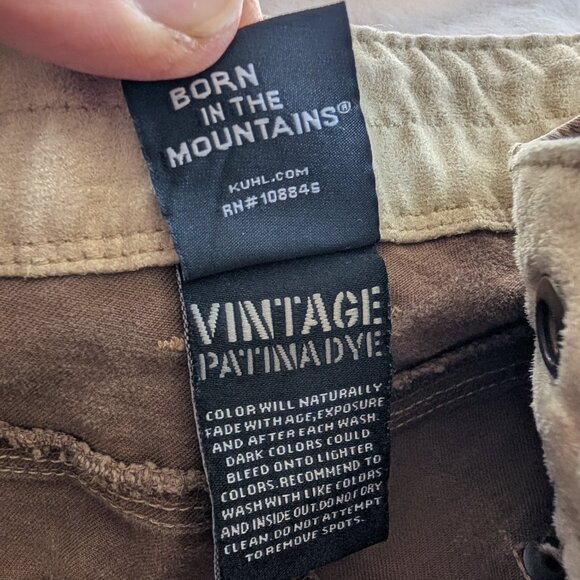 BORN
IN THE
MOUNTAINS®
KUHL.COM
RN#108846
VINTAGE
PATINADYE
COLOR WILL NATURALLY
FADE WITH AGE,EXPOSURE
AND AFTER EACH WASH.
DARK COLORS COULD
BLEED ONTO LIGHTER
COLORS. RECOMMEND TO
WASH WITH LIKE COLORS
AND INSIDE OUT.DO NOT DRY
CLEAN. DO NOT ATTEMPT
TO REMOVE SPOTS.